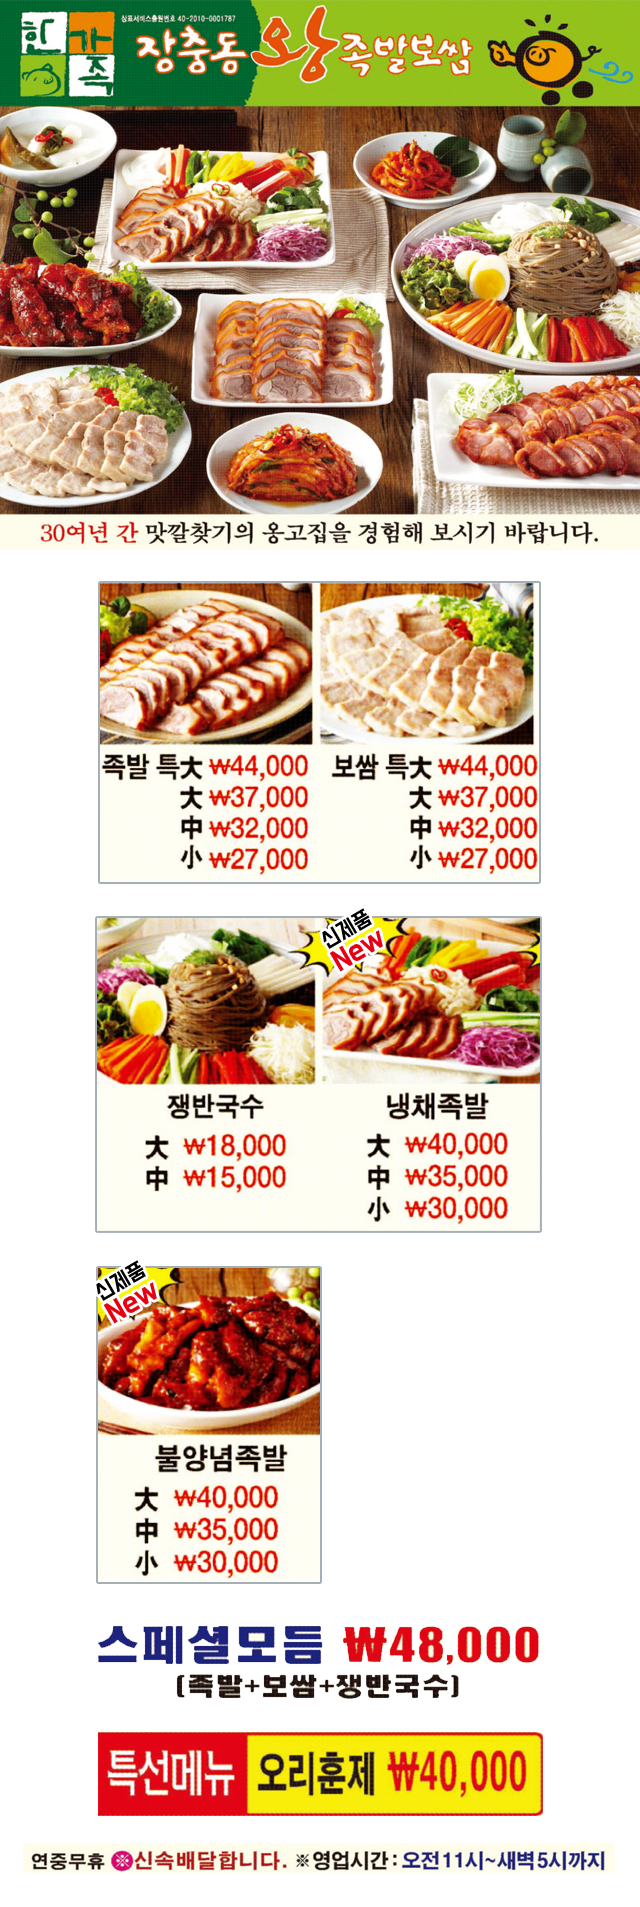 한가족
상표서비스출원번호 40-2010-0001787
장충동왕족발보쌈
30여년 간 맛깔찾기의 옹고집을 경험해 보시기 바랍니다.
족발 특大 ₩44,000
大 ₩37,000
中 ₩32,000
小 ₩27,000
보쌈 특大 ₩44,000
大 ₩37,000
中 ₩32,000
小 ₩27,000
쟁반국수
大 ₩18,000
中 ₩15,000
신제품
New
냉채족발
大 ₩40,000
中 ₩35,000
小 ₩30,000
신제품
New
불양념족발
大 ₩40,000
中 ₩35,000
小 ₩30,000
스페셜모듬 ₩48,000
(족발+보쌈+쟁반국수)
특선메뉴 오리훈제 ₩40,000
연중무휴 ※신속배달합니다. ※영업시간:오전11시~새벽5시까지